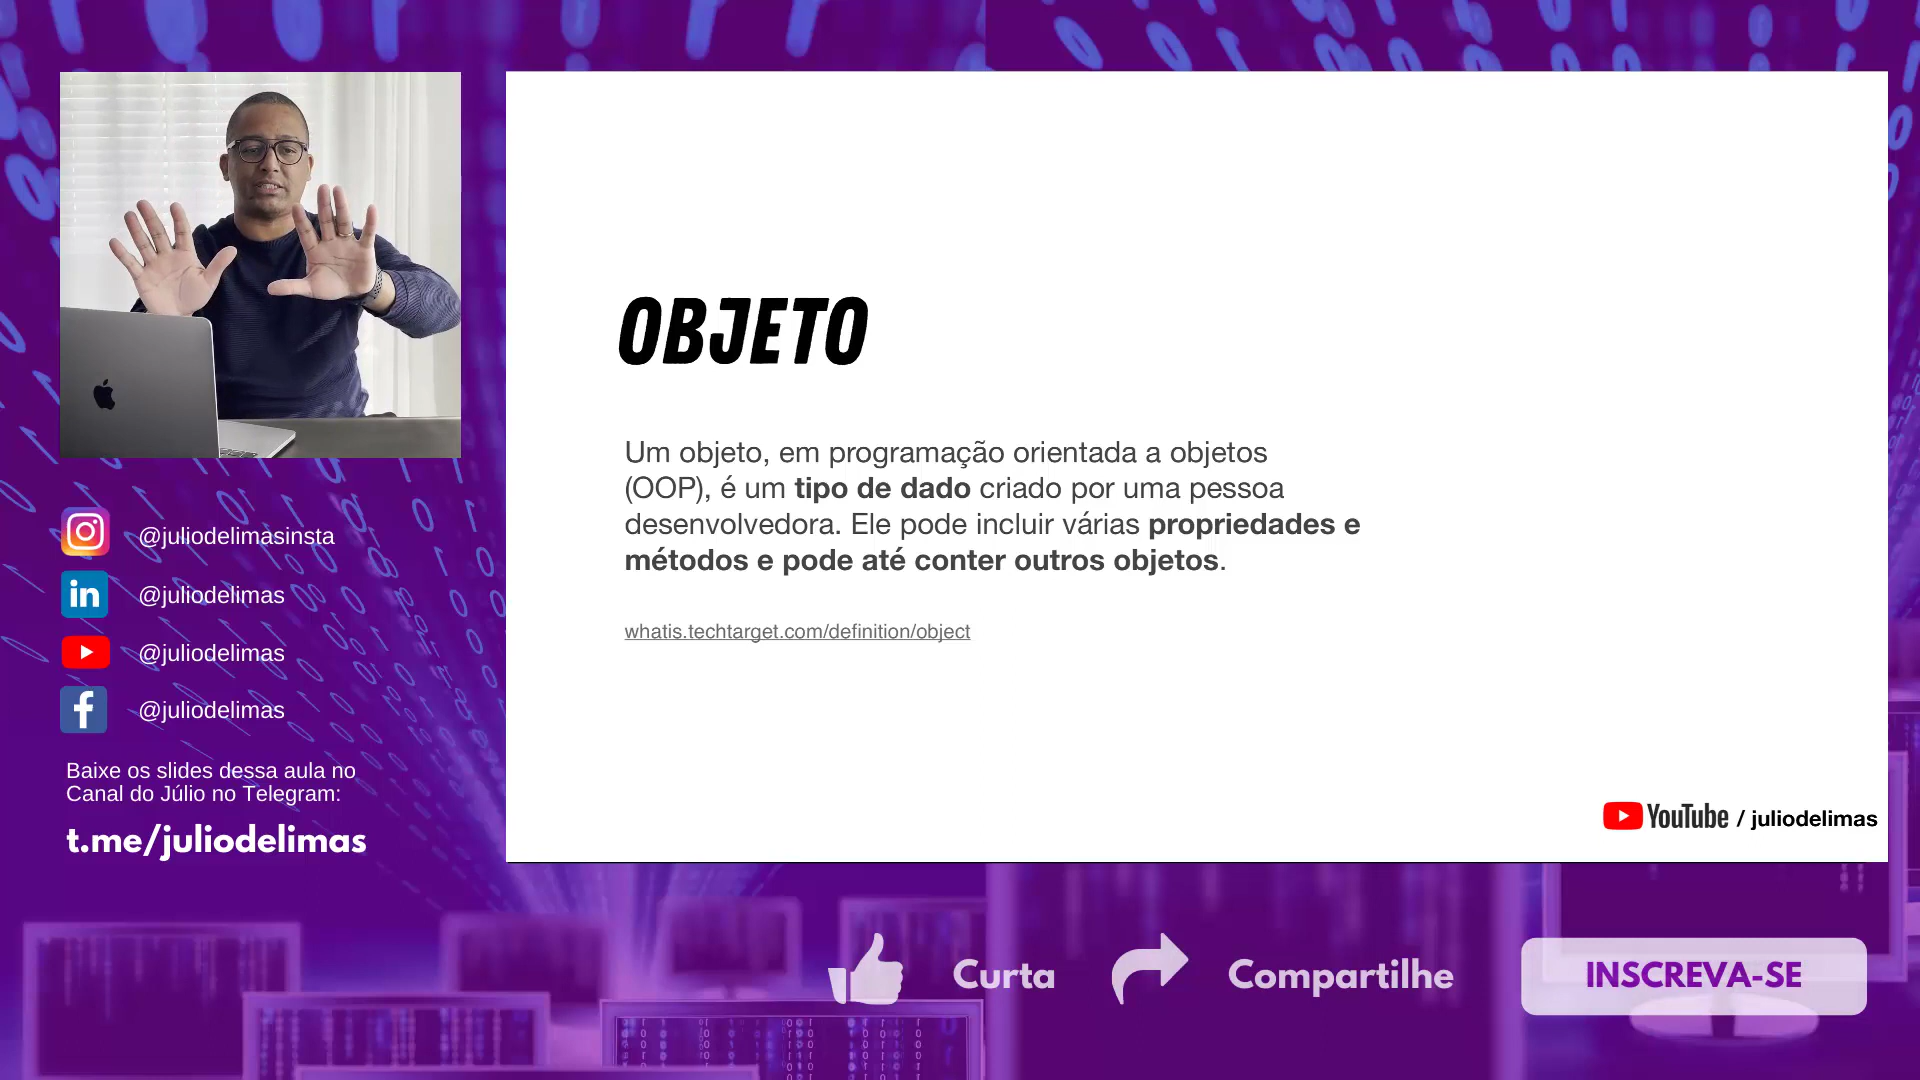 OBJETO
Um objeto, em programação orientada a objetos
(OOP), é um tipo de dado criado por uma pessoa
desenvolvedora. Ele pode incluir várias propriedades e
métodos e pode até conter outros objetos.
whatis.techtarget.com/definition/object
YouTube / juliodelimas
@juliodelimasinsta
in
@juliodelimas
@juliodelimas
f
@juliodelimas
Baixe os slides dessa aula no
Canal do Júlio no Telegram:
t.me/juliodelimas
Curta
Compartilhe
INSCREVA-SE